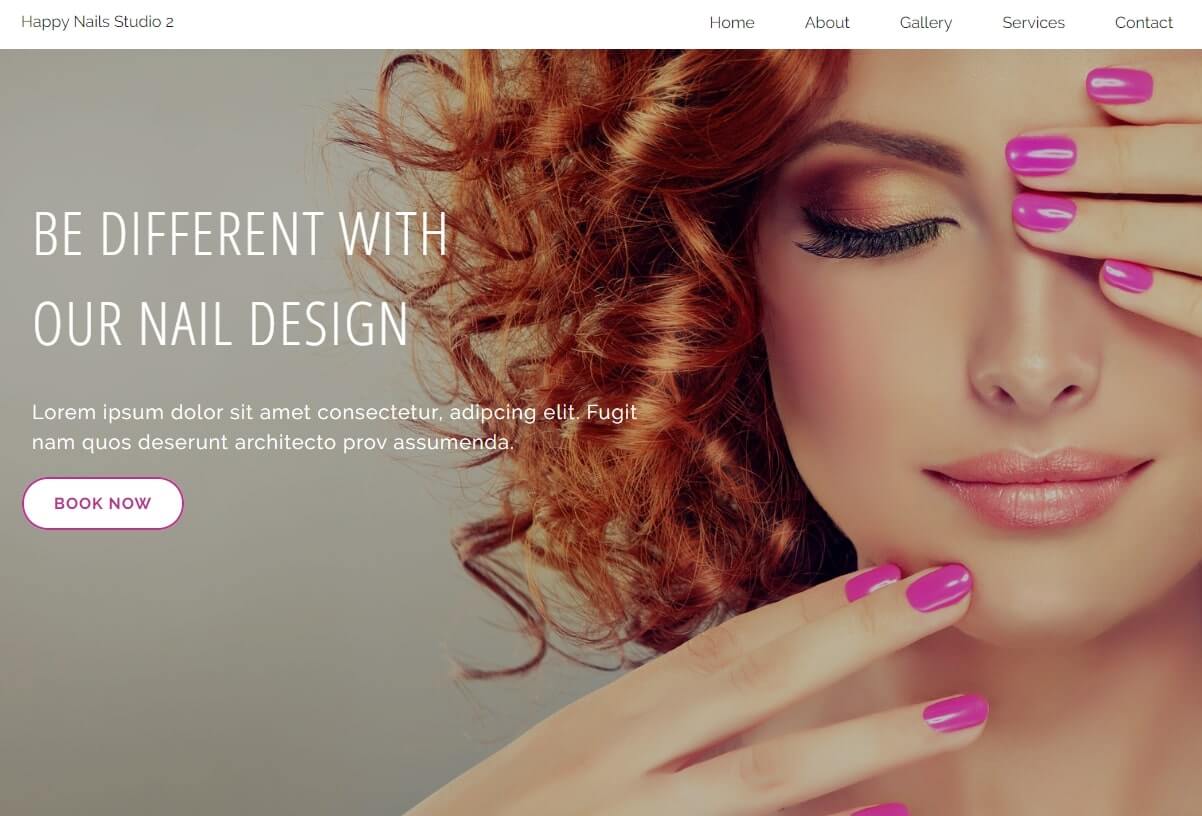 Happy Nails Studio 2
Home About Gallery Services Contact
BE DIFFERENT WITH
OUR NAIL DESIGN
Lorem ipsum dolor sit amet consectetur, adipcing elit. Fugit
nam quos deserunt architecto prov assumenda.
BOOK NOW